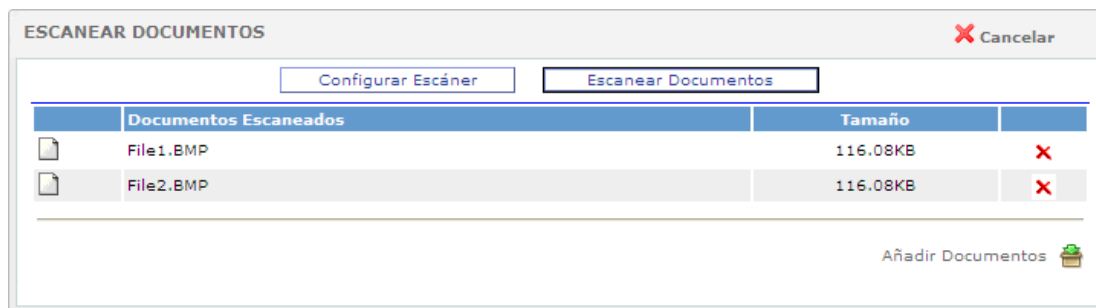 ESCANEAR DOCUMENTOS Cancelar
Configurar Escáner Escanear Documentos
Documentos Escaneados Tamaño
File1.BMP 116.08KB
File2.BMP 116.08KB
Añadir Documentos